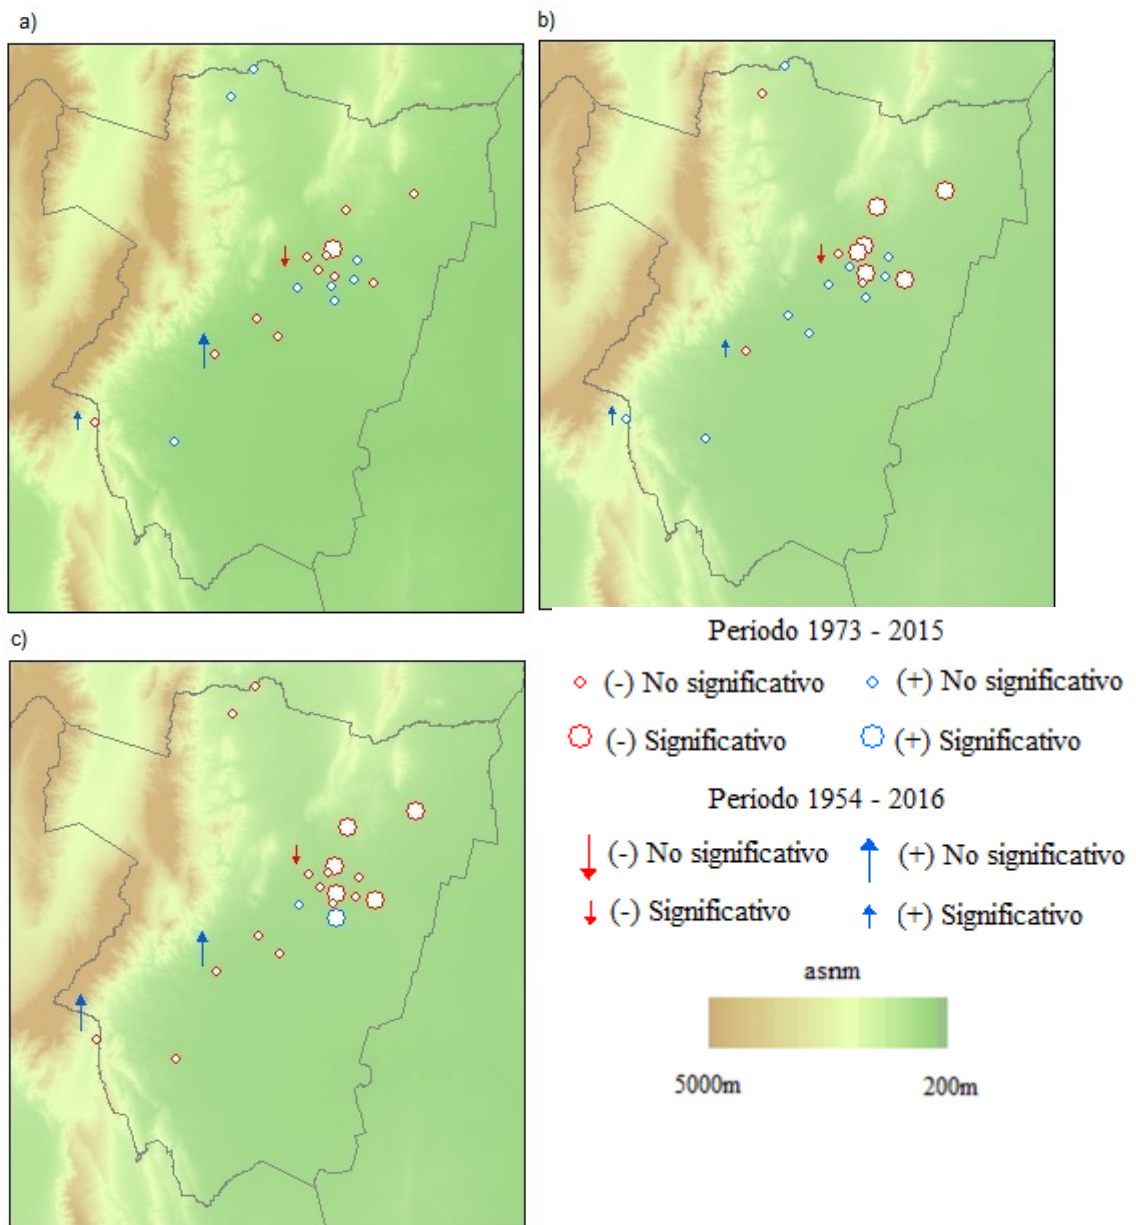 a)
b)
c)
Periodo 1973 - 2015
(-) No significativo (+) No significativo
(-) Significativo (+) Significativo
Periodo 1954 - 2016
(-) No significativo (+) No significativo
(-) Significativo (+) Significativo
asnm
5000m 200m